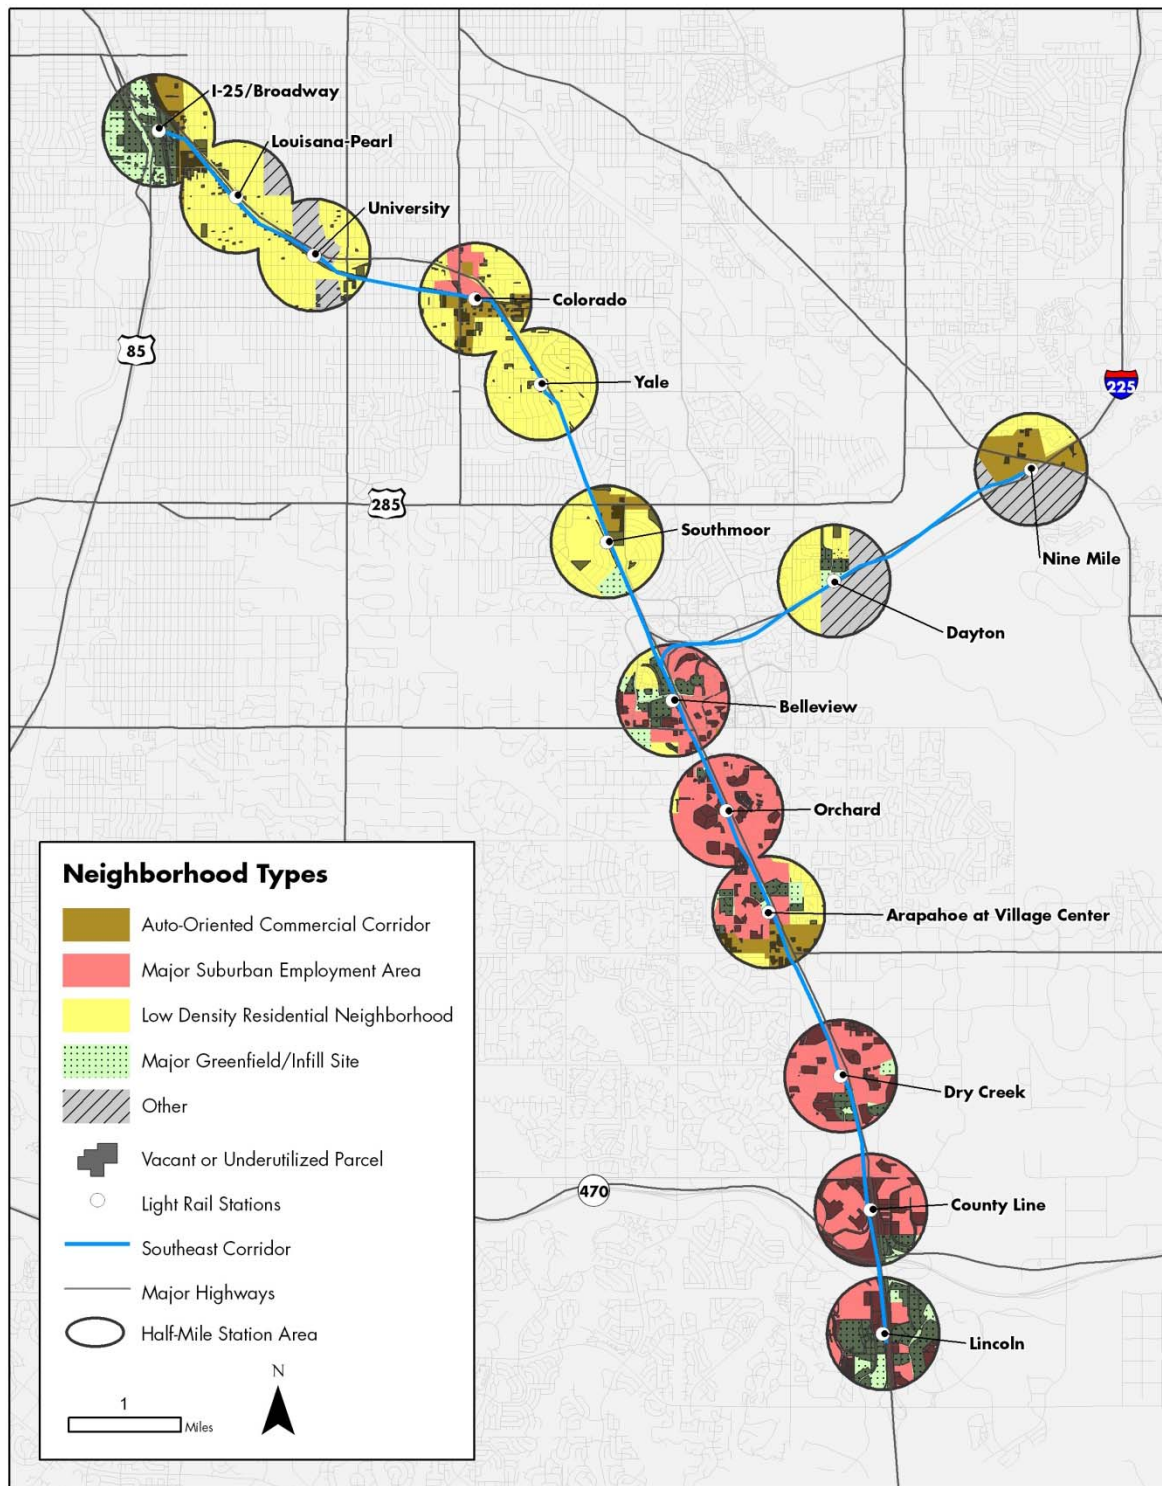 I-25/Broadway
Louisana-Pearl
University
Colorado
85
Yale
225
285
Southmoor
Nine Mile
Dayton
Belleview
Orchard
Arapahoe at Village Center
Dry Creek
470
County Line
Lincoln
Neighborhood Types
Auto-Oriented Commercial Corridor
Major Suburban Employment Area
Low Density Residential Neighborhood
Major Greenfield/Infill Site
Other
Vacant or Underutilized Parcel
Light Rail Stations
Southeast Corridor
Major Highways
Half-Mile Station Area
N
1
Miles